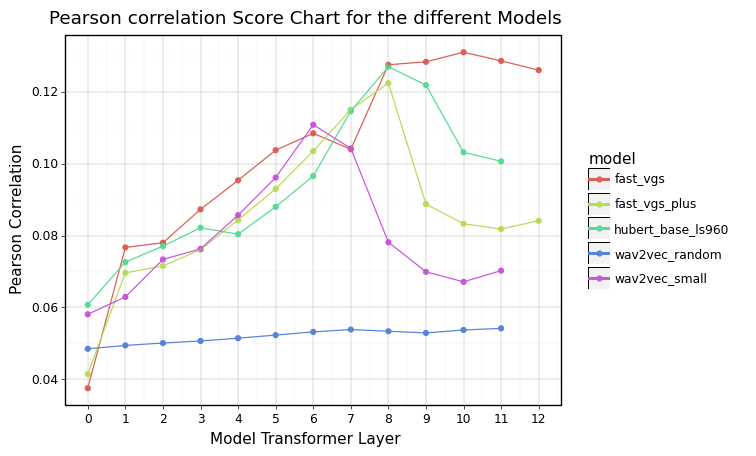 Pearson correlation Score Chart for the different Models
Pearson Correlation
0.12
0.10
0.08
0.06
0.04
0 1 2 3 4 5 6 7 8 9 10 11 12
Model Transformer Layer
model
fast_vgs
fast_vgs_plus
hubert_base_ls960
wav2vec_random
wav2vec_small